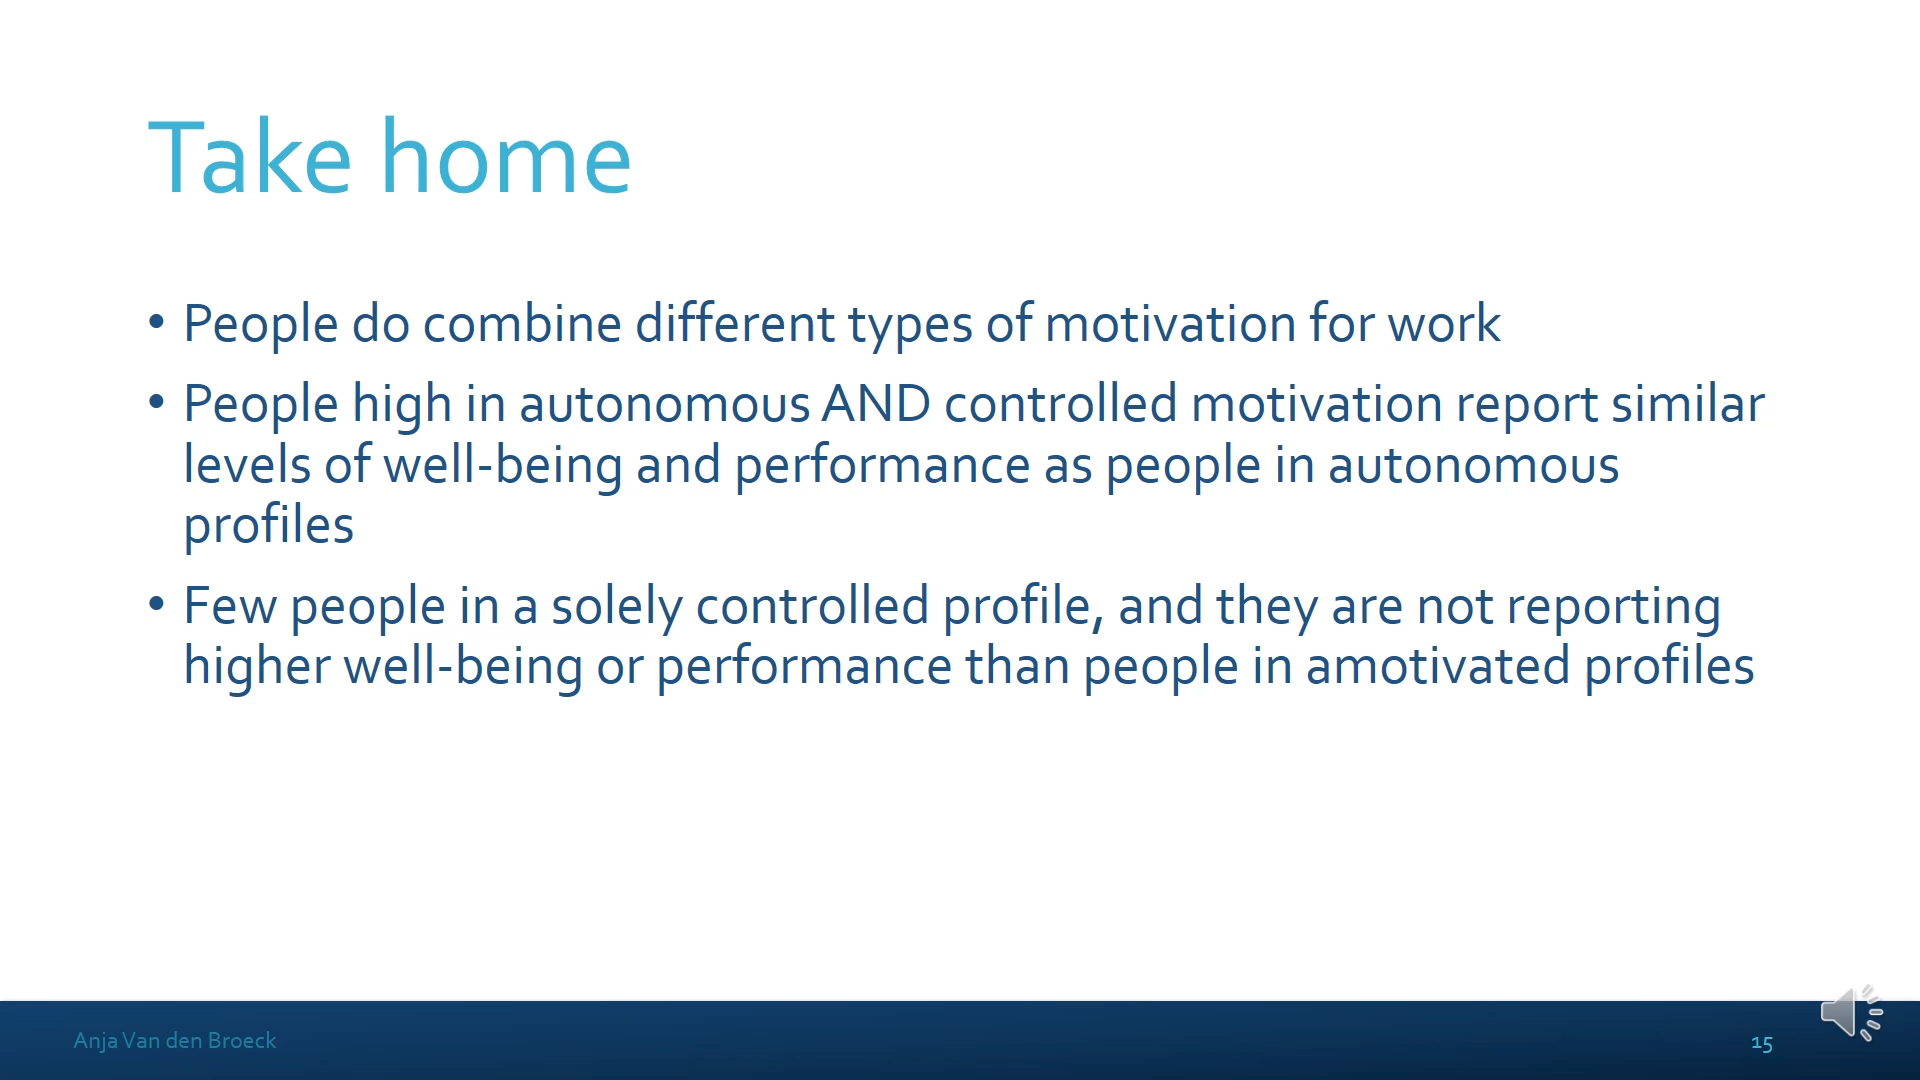 Take home
• People do combine different types of motivation for work
• People high in autonomous AND controlled motivation report similar
levels of well-being and performance as people in autonomous
profiles
• Few people in a solely controlled profile, and they are not reporting
higher well-being or performance than people in amotivated profiles
Anja Van den Broeck
15